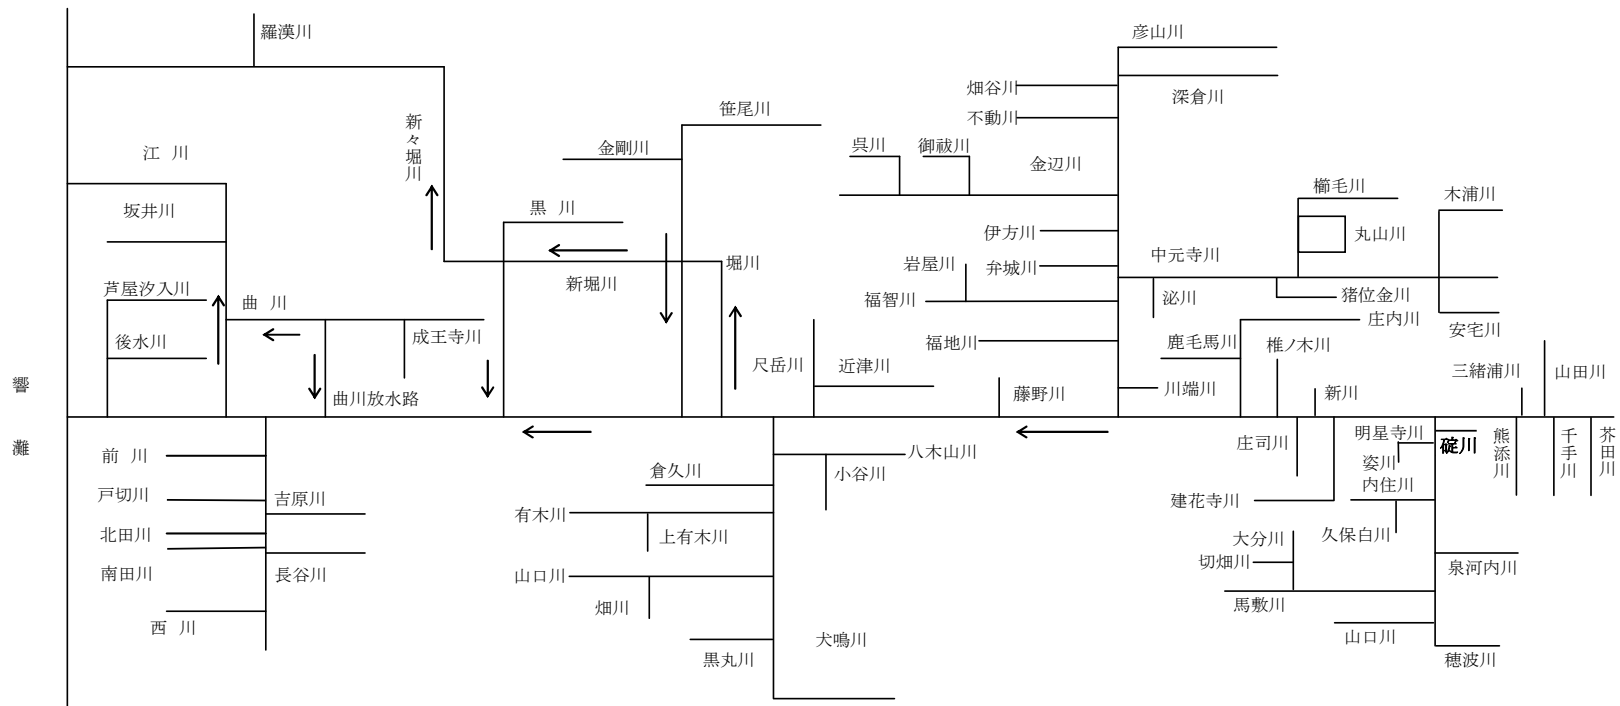 羅漢川
彦山川
畑谷川
深倉川
笹尾川
不動川
新々堀川
呉川
御祓川
金剛川
江 川
金辺川
櫛毛川
木浦川
坂井川
黒 川
伊方川
丸山川
中元寺川
堀川
岩屋川
弁城川
新堀川
芦屋汐入川
曲 川
福智川
泌川
猪位金川
庄内川
安宅川
後水川
成王寺川
福地川
鹿毛馬川
椎ノ木川
尺岳川
近津川
三緒浦川
山田川
響灘
曲川放水路
藤野川
川端川
新川
前 川
八木山川
庄司川
明星寺川
碇川
熊添川
千手川
芥田川
倉久川
小谷川
姿川
内住川
戸切川
吉原川
有木川
建花寺川
北田川
上有木川
大分川
久保白川
切畑川
南田川
長谷川
山口川
泉河内川
畑川
馬敷川
西 川
犬鳴川
山口川
黒丸川
穂波川